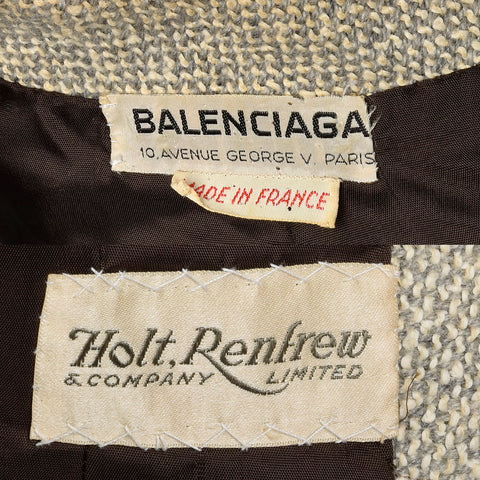 BALENCIAGA
10, AVENUE GEORGE V. PARIS
MADE IN FRANCE
Holt, Renfrew
& COMPANY LIMITED